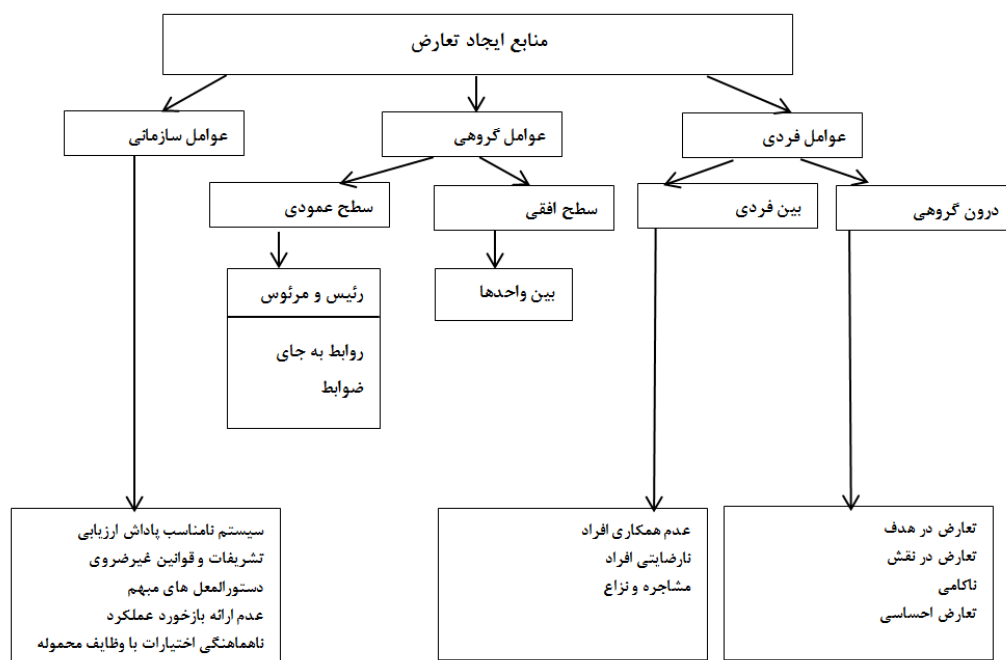 منابع ایجاد تعارض
عوامل فردی
عوامل گروهی
عوامل سازمانی
درون گروهی
بین فردی
سطح افقی
سطح عمودی
بین واحدها
رئیس و مرئوس
روابط به جای
ضوابط
تعارض در هدف
تعارض در نقش
ناکامی
تعارض احساسی
عدم همکاری افراد
نارضایتی افراد
مشاجره و نزاع
سیستم نامناسب پاداش ارزیابی
تشریفات و قوانین غیرضروی
دستورالمعل های مبهم
عدم ارائه بازخورد عملکرد
ناهماهنگی اختیارات با وظایف محموله